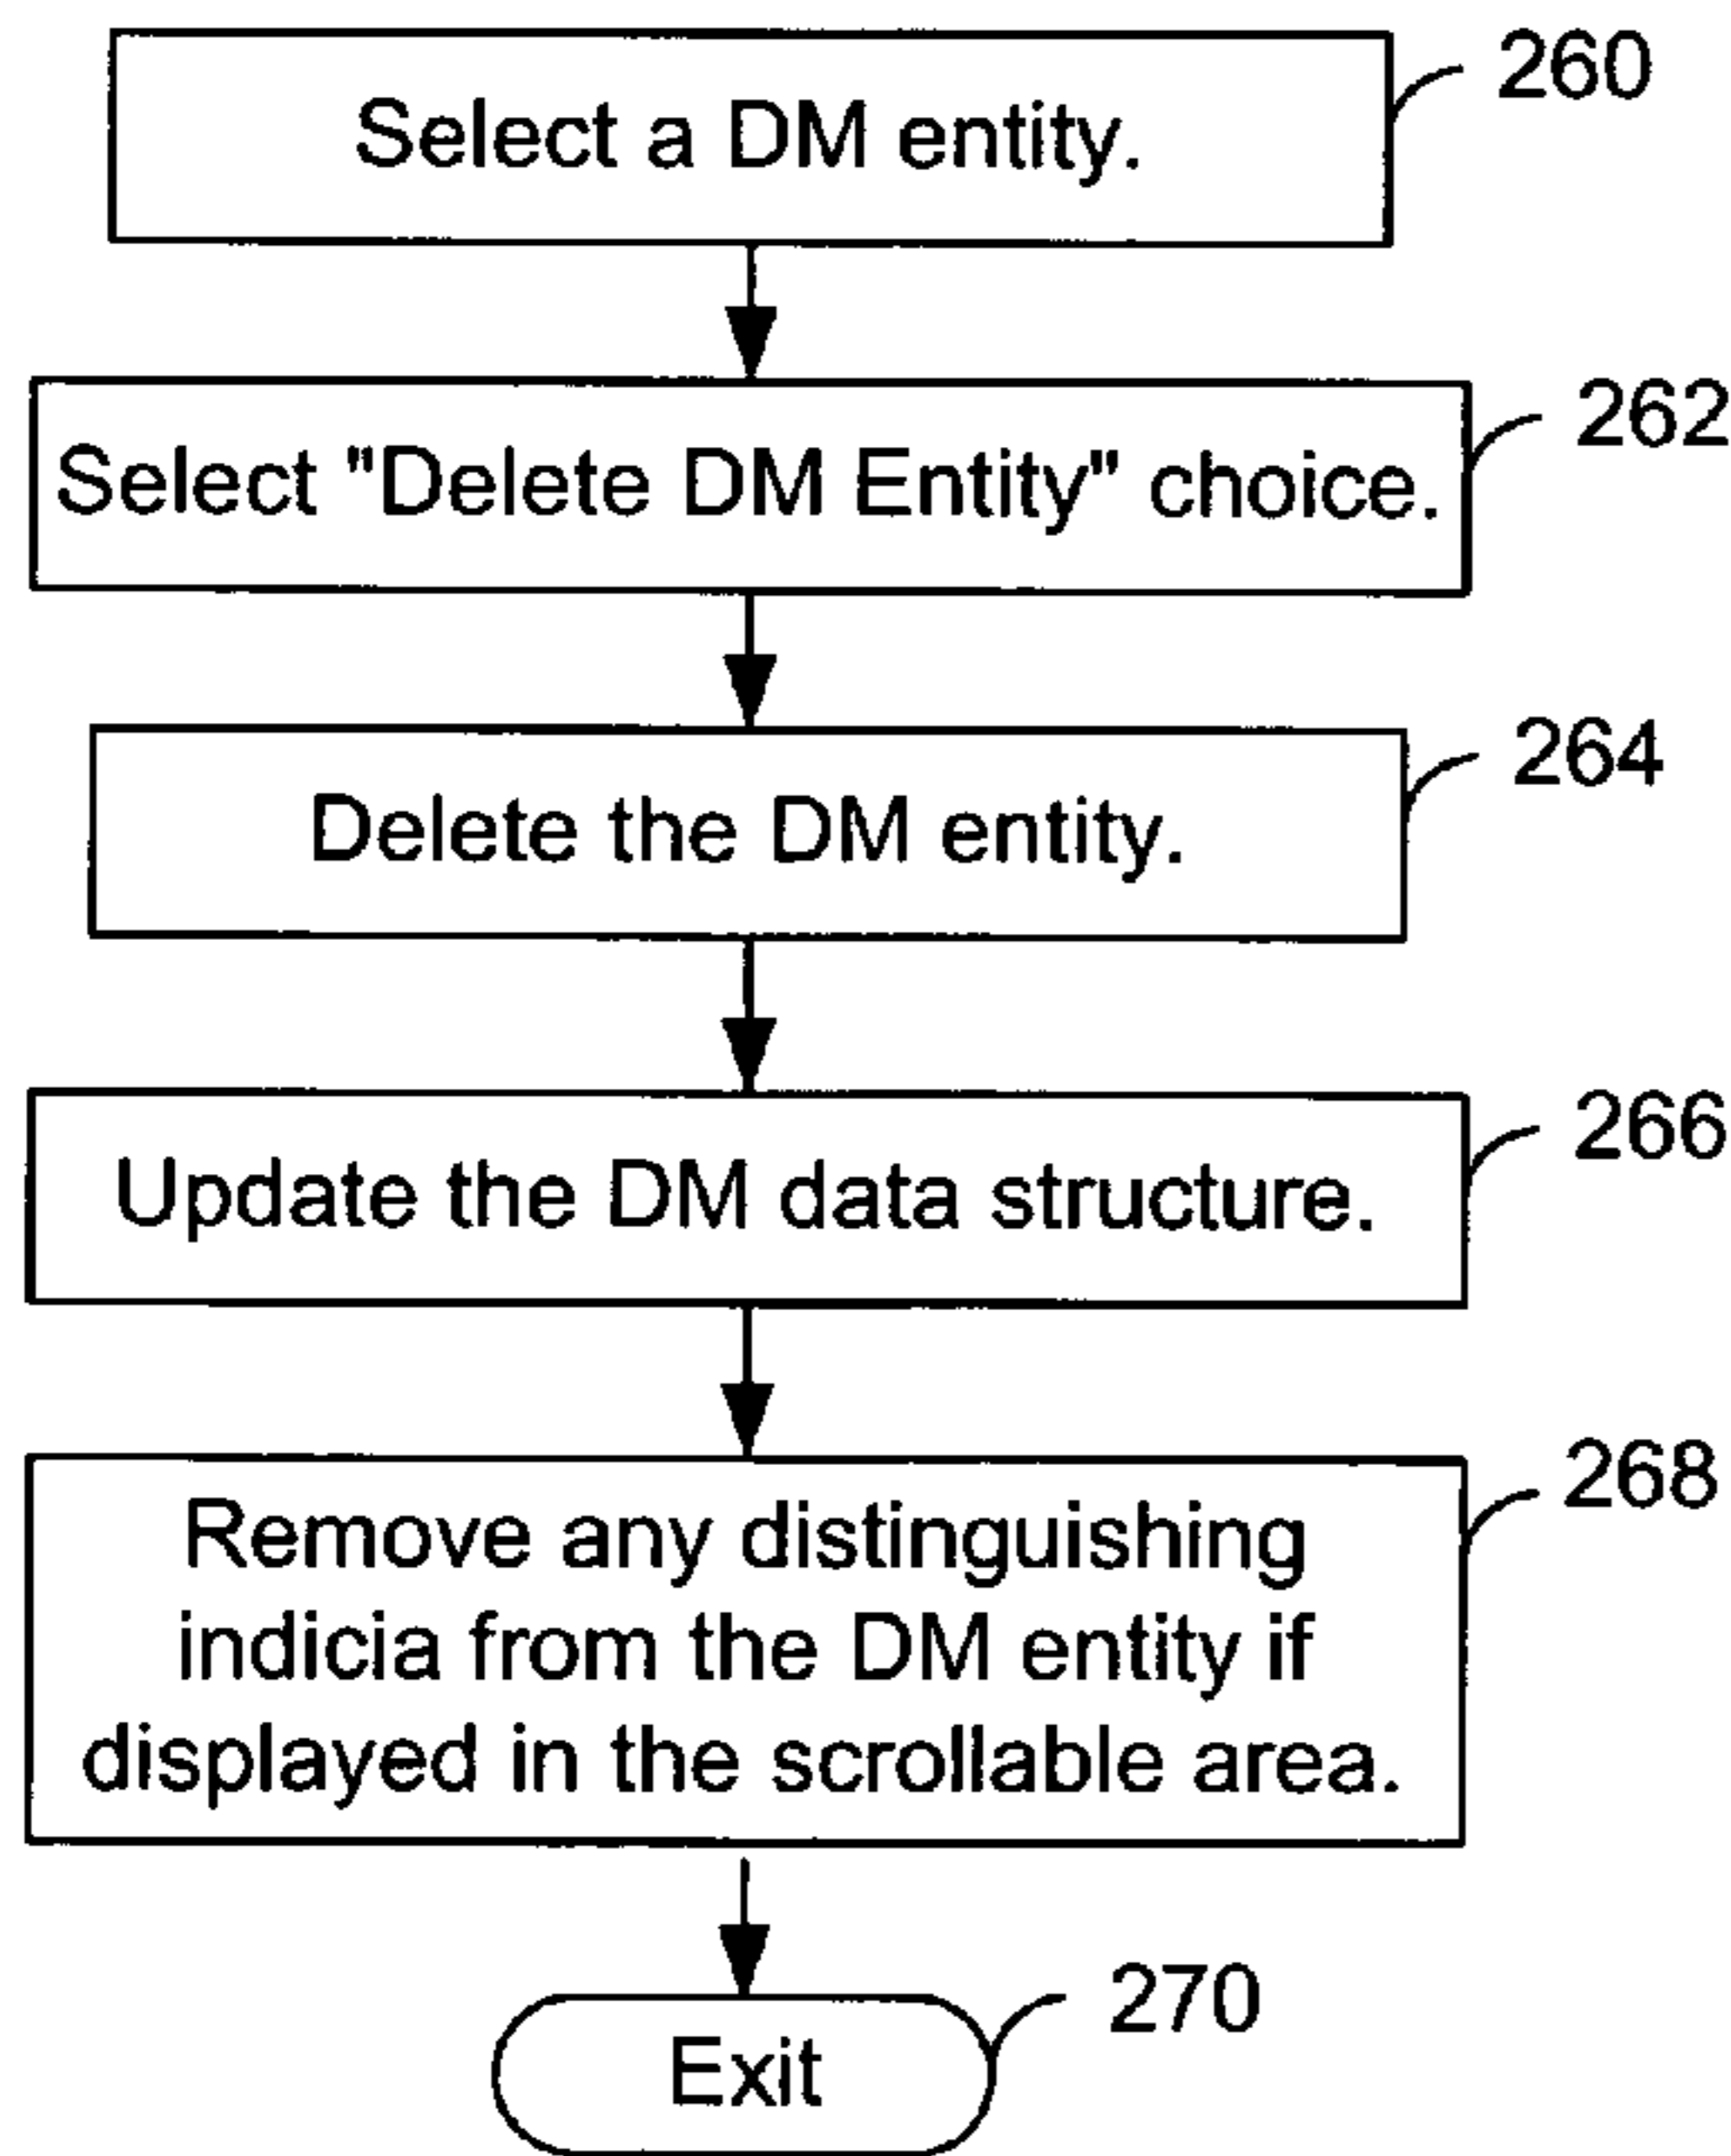 Select a DM entity.
260
Select "Delete DM Entity" choice.
262
Delete the DM entity.
264
Update the DM data structure.
266
Remove any distinguishing
indicia from the DM entity if
displayed in the scrollable area.
268
Exit
270